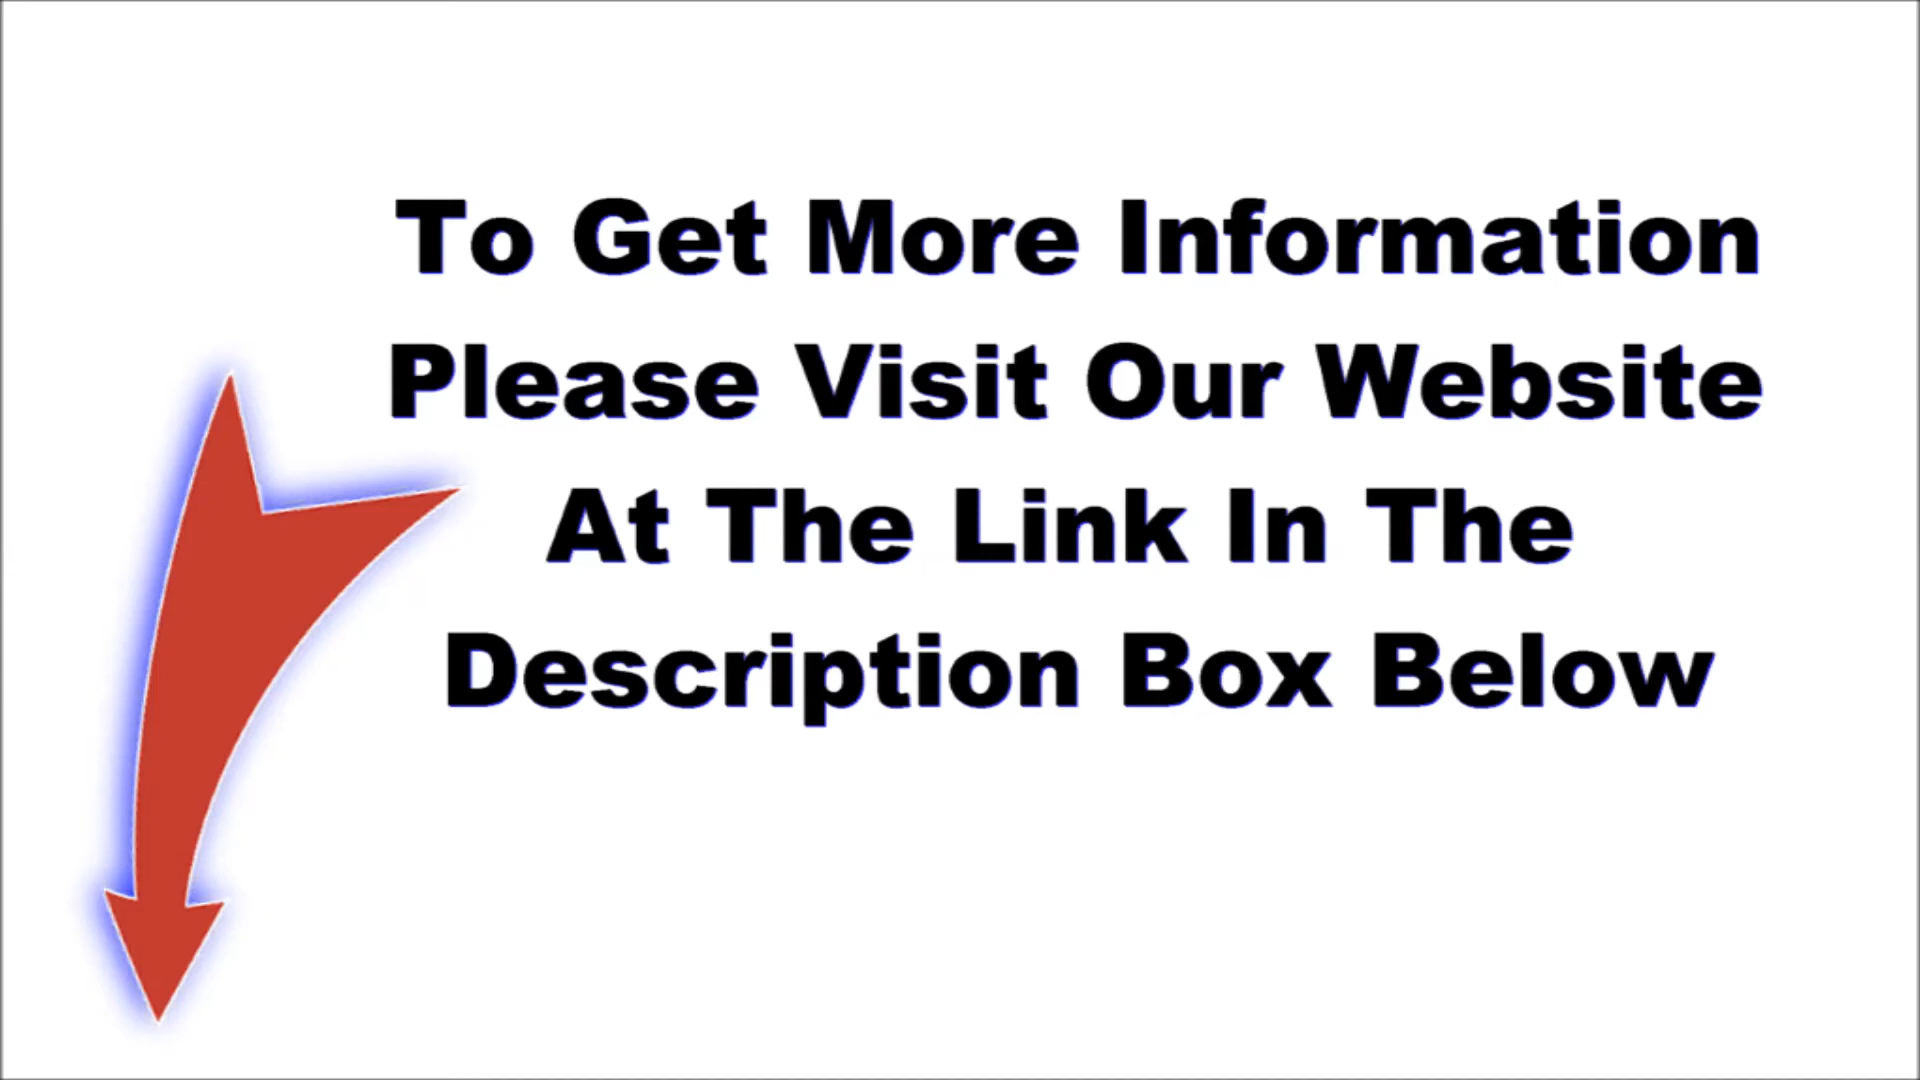 To Get More Information
Please Visit Our Website
At The Link In The
Description Box Below